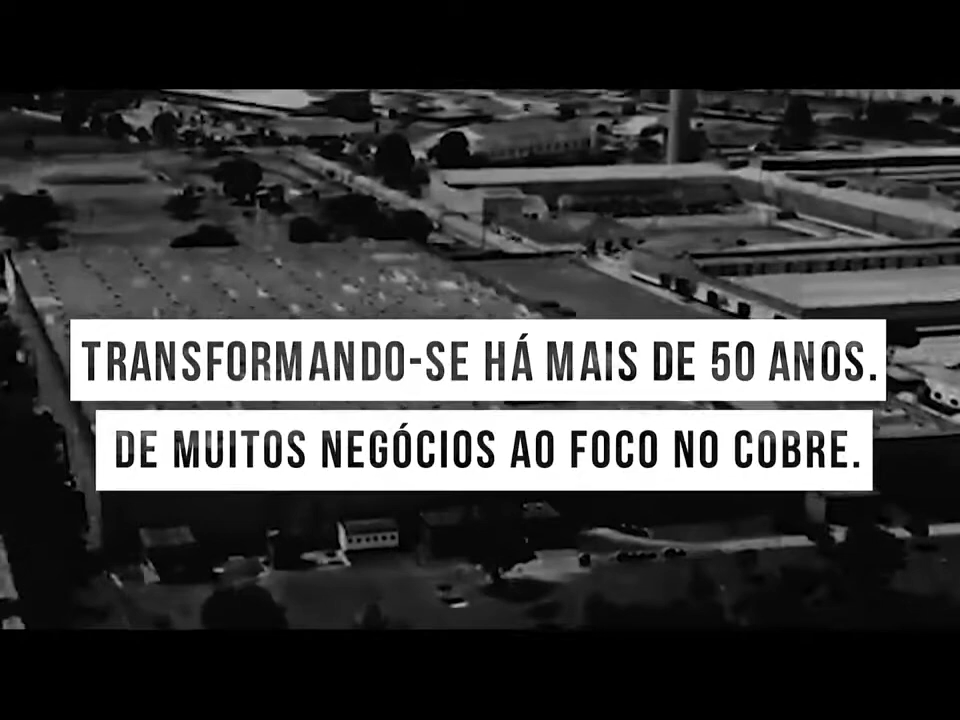 TRANSFORMANDO-SE HÁ MAIS DE 50 ANOS.
DE MUITOS NEGÓCIOS AO FOCO NO COBRE.